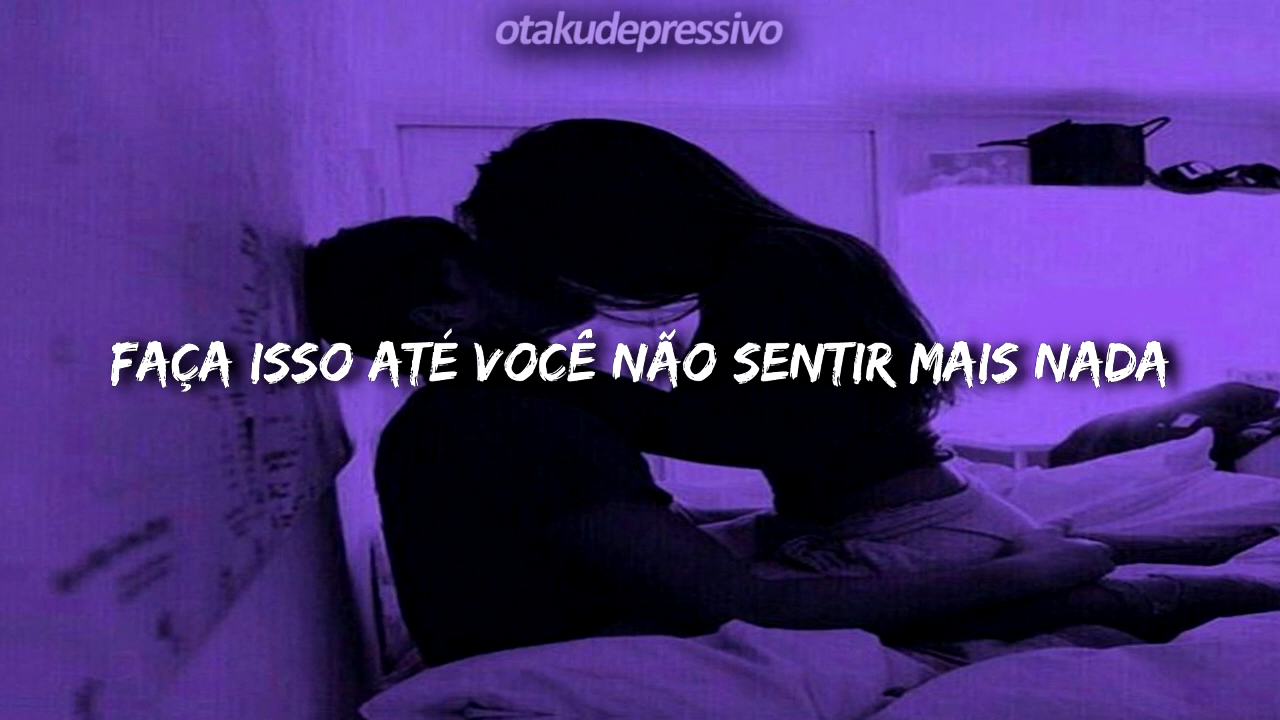 otakudepressivo
FAÇA ISSO ATÉ VOCÊ NÃO SENTIR MAIS NADA